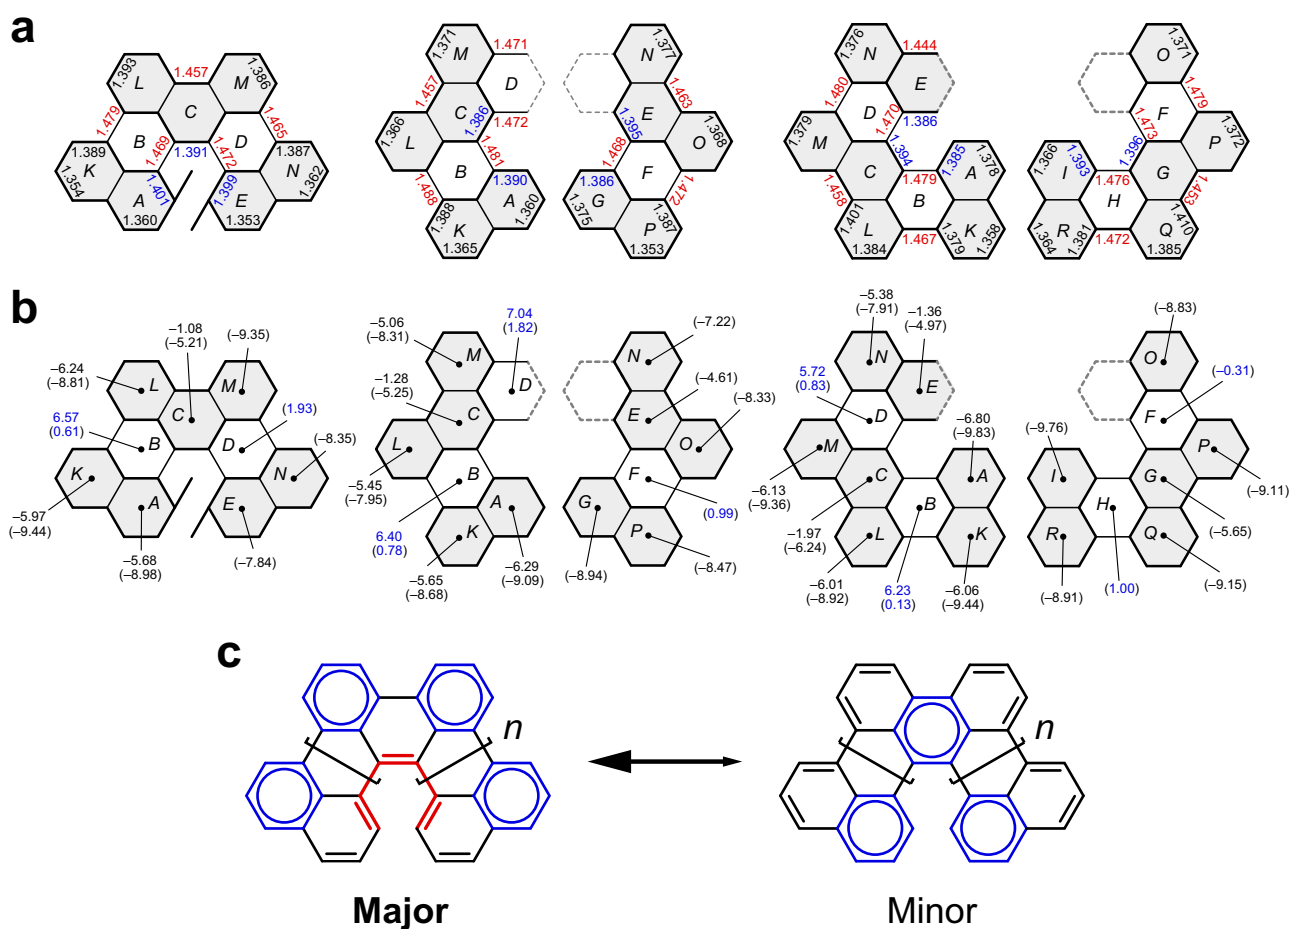 a
1.393
L
1.457
M
1.386
C
1.479
1.465
B
1.469
1.391
1.472
D
1.389
K
1.354
A
1.401
1.360
1.399
E
1.353
1.387
N
1.362
1.371
M
1.471
D
1.457
C
1.386
1.472
1.366
L
1.481
B
1.488
1.390
A
1.360
1.388
K
1.365
N
1.377
1.463
E
1.395
1.468
1.368
O
F
1.386
G
1.375
1.472
1.387
P
1.353
1.376
N
1.444
E
1.480
D
1.470
1.386
1.379
M
1.394
C
1.385
A
1.378
1.458
1.479
B
1.401
L
1.384
1.467
K
1.379
1.358
O
1.371
F
1.479
1.473
1.372
P
1.366
I
1.393
1.396
G
1.476
H
1.453
R
1.364
1.381
1.472
1.410
Q
1.385
b
–1.08
(–5.21)
(–9.35)
–6.24
(–8.81)
L
M
C
6.57
(0.61)
B
D
(1.93)
(–8.35)
K
N
A
E
–5.97
(–9.44)
–5.68
(–8.98)
(–7.84)
–5.06
(–8.31)
7.04
(1.82)
M
D
–1.28
(–5.25)
C
L
–5.45
(–7.95)
B
A
6.40
(0.78)
K
–5.65
(–8.68)
–6.29
(–9.09)
(–7.22)
N
(–4.61)
E
(–8.33)
O
F
(0.99)
G
P
(–8.94)
(–8.47)
–5.38
(–7.91)
–1.36
(–4.97)
N
E
5.72
(0.83)
D
M
–6.80
(–9.83)
–6.13
(–9.36)
C
A
B
–1.97
(–6.24)
L
K
–6.01
(–8.92)
6.23
(0.13)
–6.06
(–9.44)
(–8.83)
O
(–0.31)
F
(–9.76)
P
(–9.11)
I
G
H
(–5.65)
R
Q
(–8.91)
(1.00)
(–9.15)
c
n
n
Major
Minor